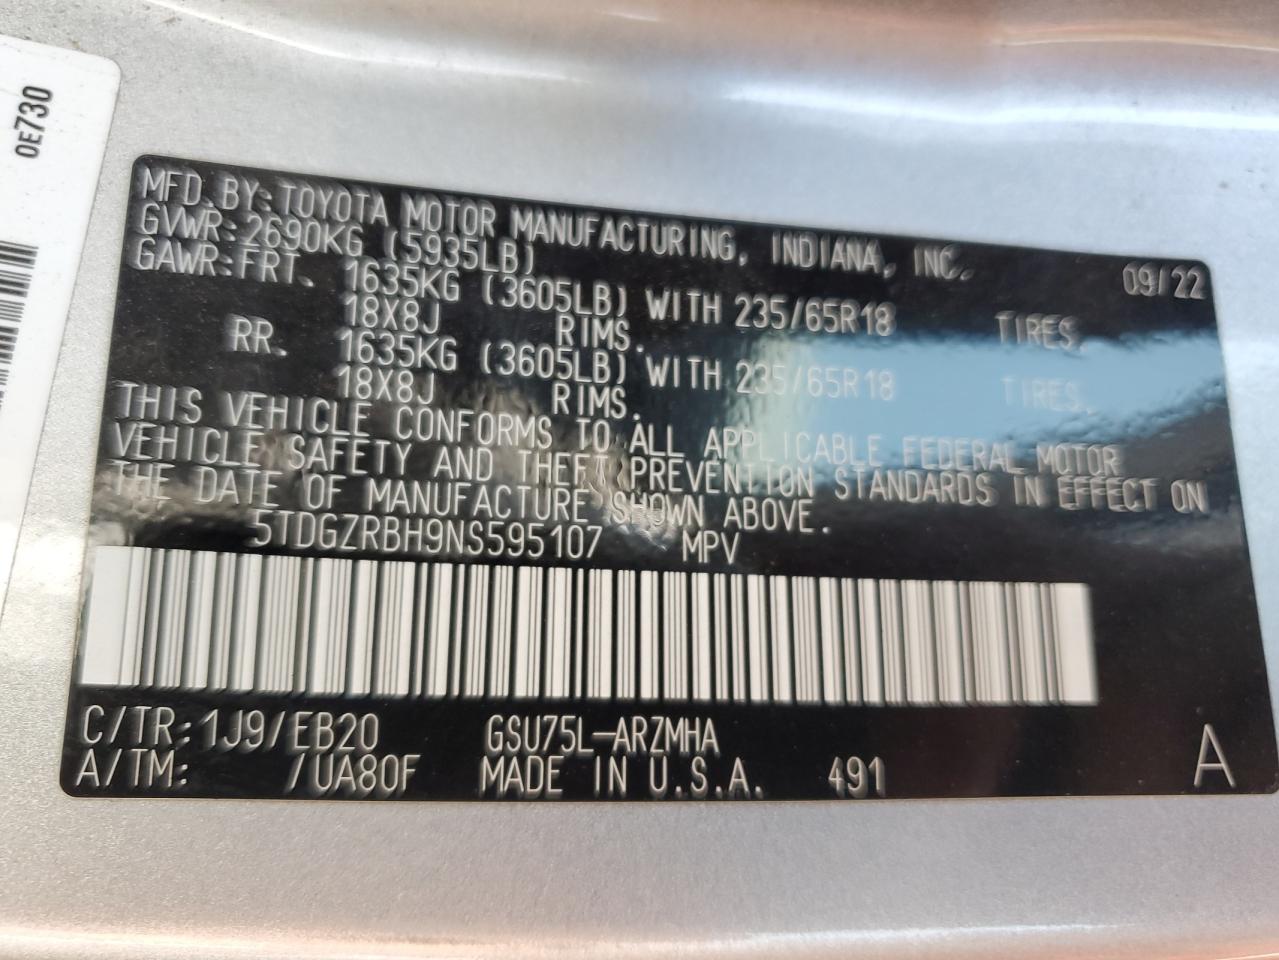 0E730
MFD.BY:TOYOTA MOTOR MANUFACTURING, INDIANA, INC. 09/22
GVWR:2690KG (5935LB)
GAWR:FRT. 1635KG (3605LB) WITH 235/65R18 TIRES,
18X8J RIMS.
RR. 1635KG (3605LB) WITH 235/65R18 TIRES,
18X8J RIMS.
THIS VEHICLE CONFORMS TO ALL APPLICABLE FEDERAL MOTOR
VEHICLE SAFETY AND THEFT PREVENTION STANDARDS IN EFFECT ON
THE DATE OF MANUFACTURE SHOWN ABOVE.
5TDGZRBH9NS595107 MPV
C/TR:1J9/EB20 GSU75L-ARZMHA
A/TM: /UA80F MADE IN U.S.A. 491 A